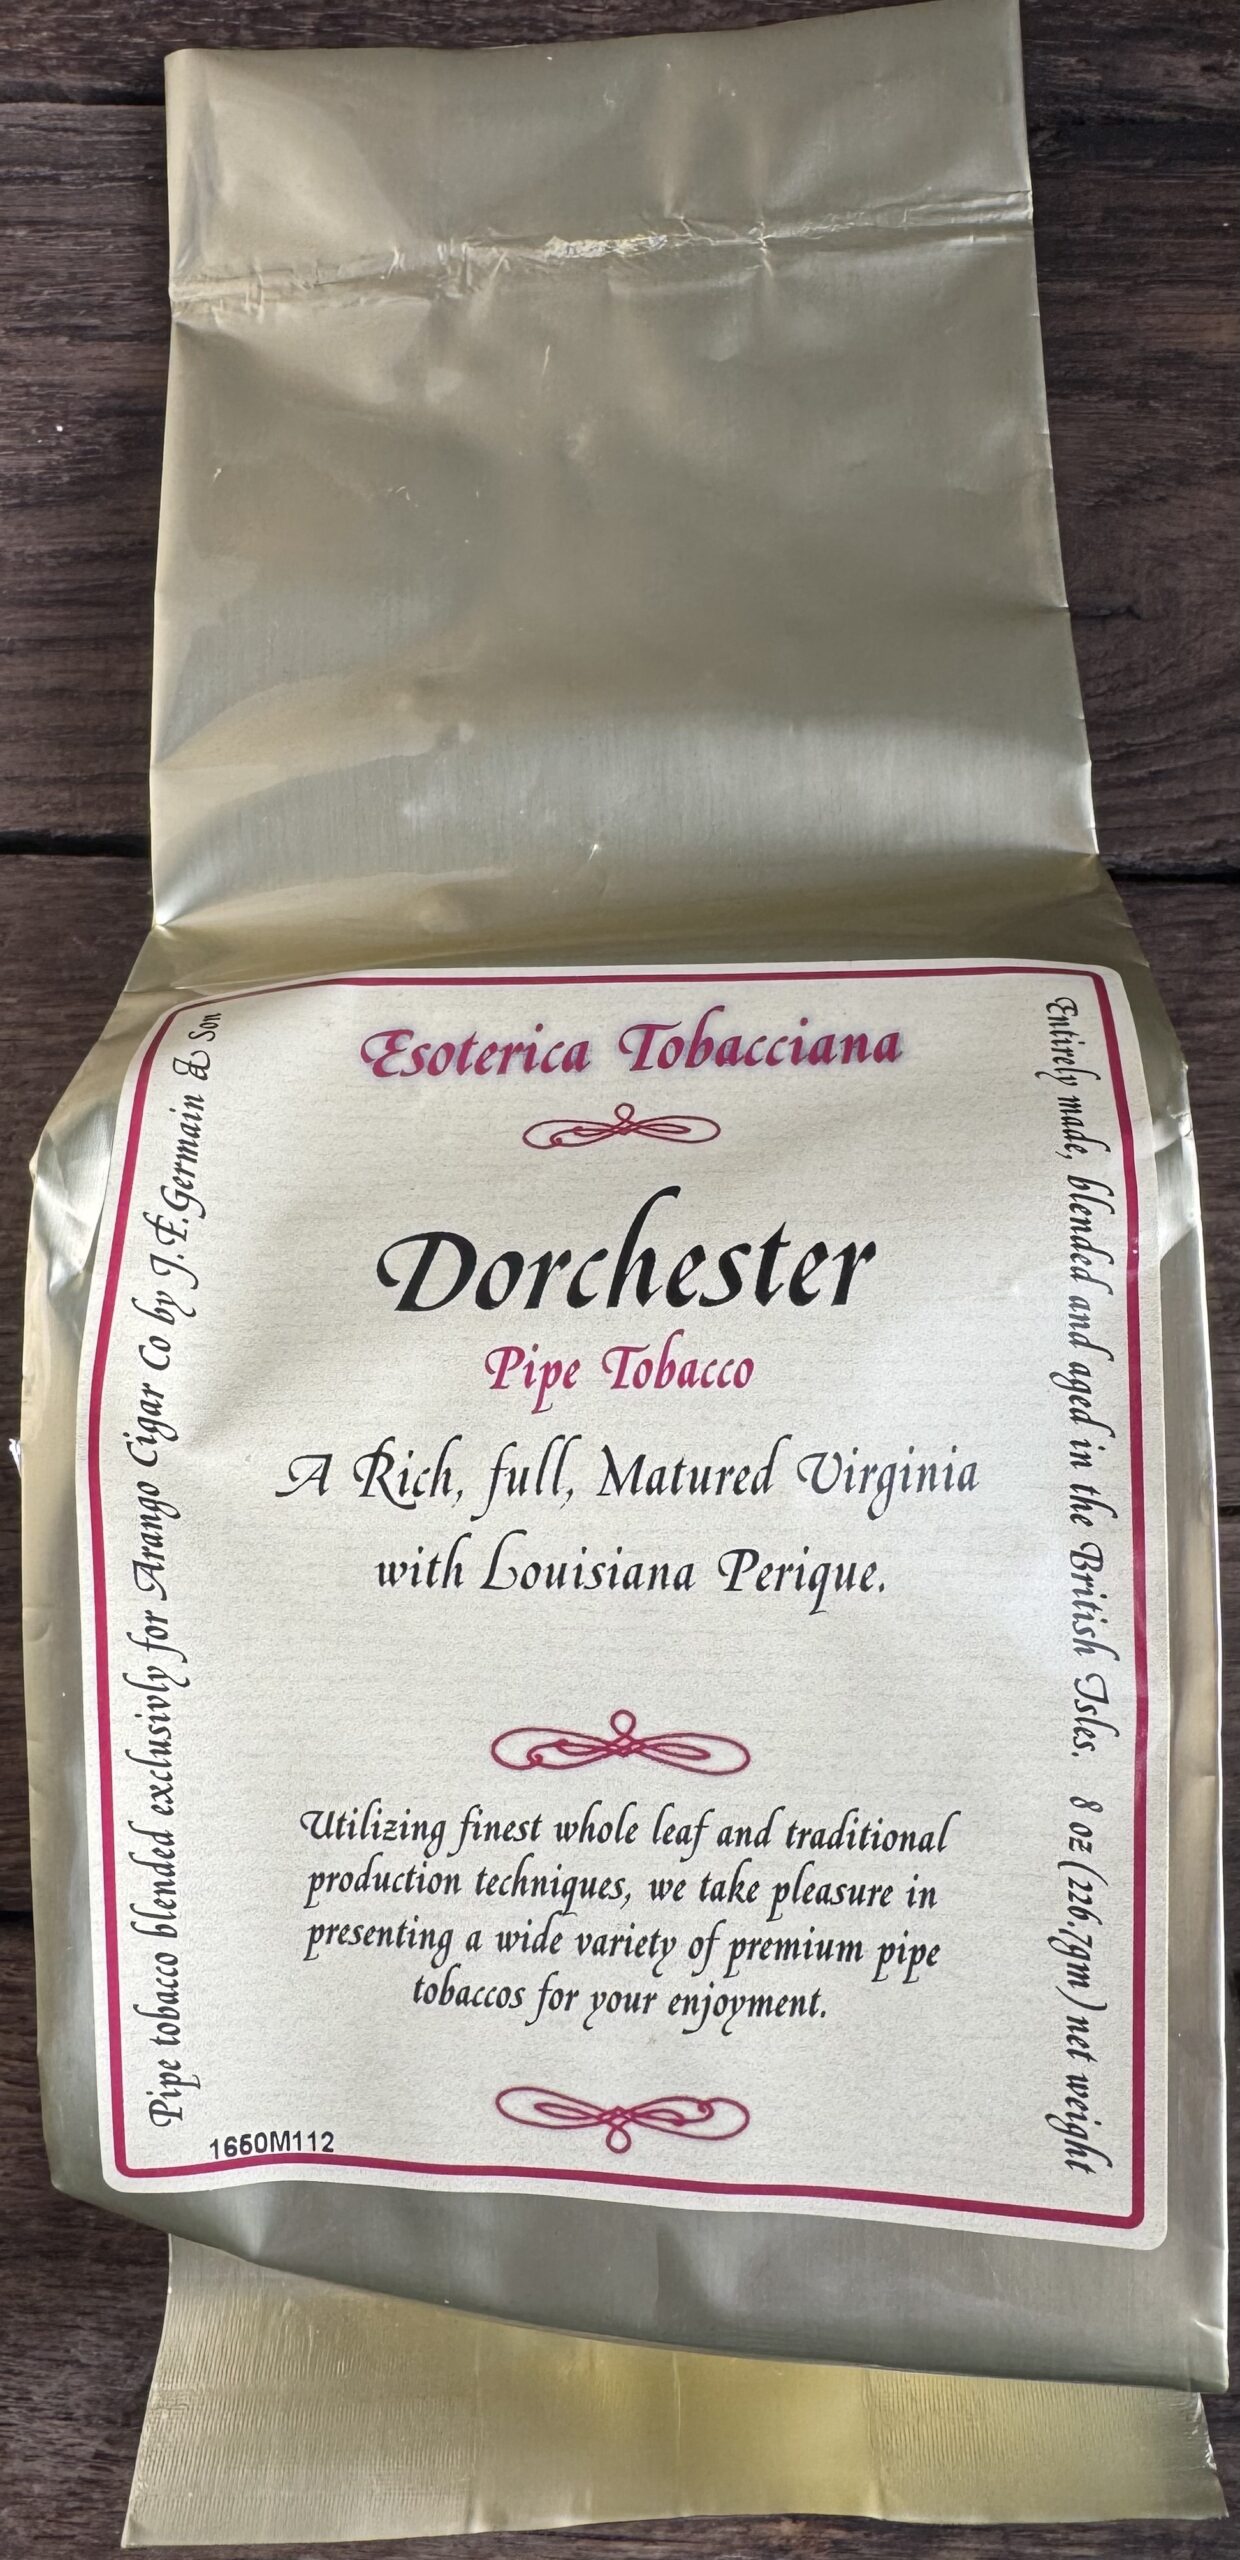 Esoterica Tobacciana
Dorchester
Pipe Tobacco
A Rich, full, Matured Virginia
with Louisiana Perique.
Utilizing finest whole leaf and traditional
production techniques, we take pleasure in
presenting a wide variety of premium pipe
tobaccos for your enjoyment.
Pipe tobacco blended exclusivly for Arango Cigar Co by J.F.Germain & Son
Entirely made, blended and aged in the British Isles. 8 oz (226.7gm) net weight
1660M112